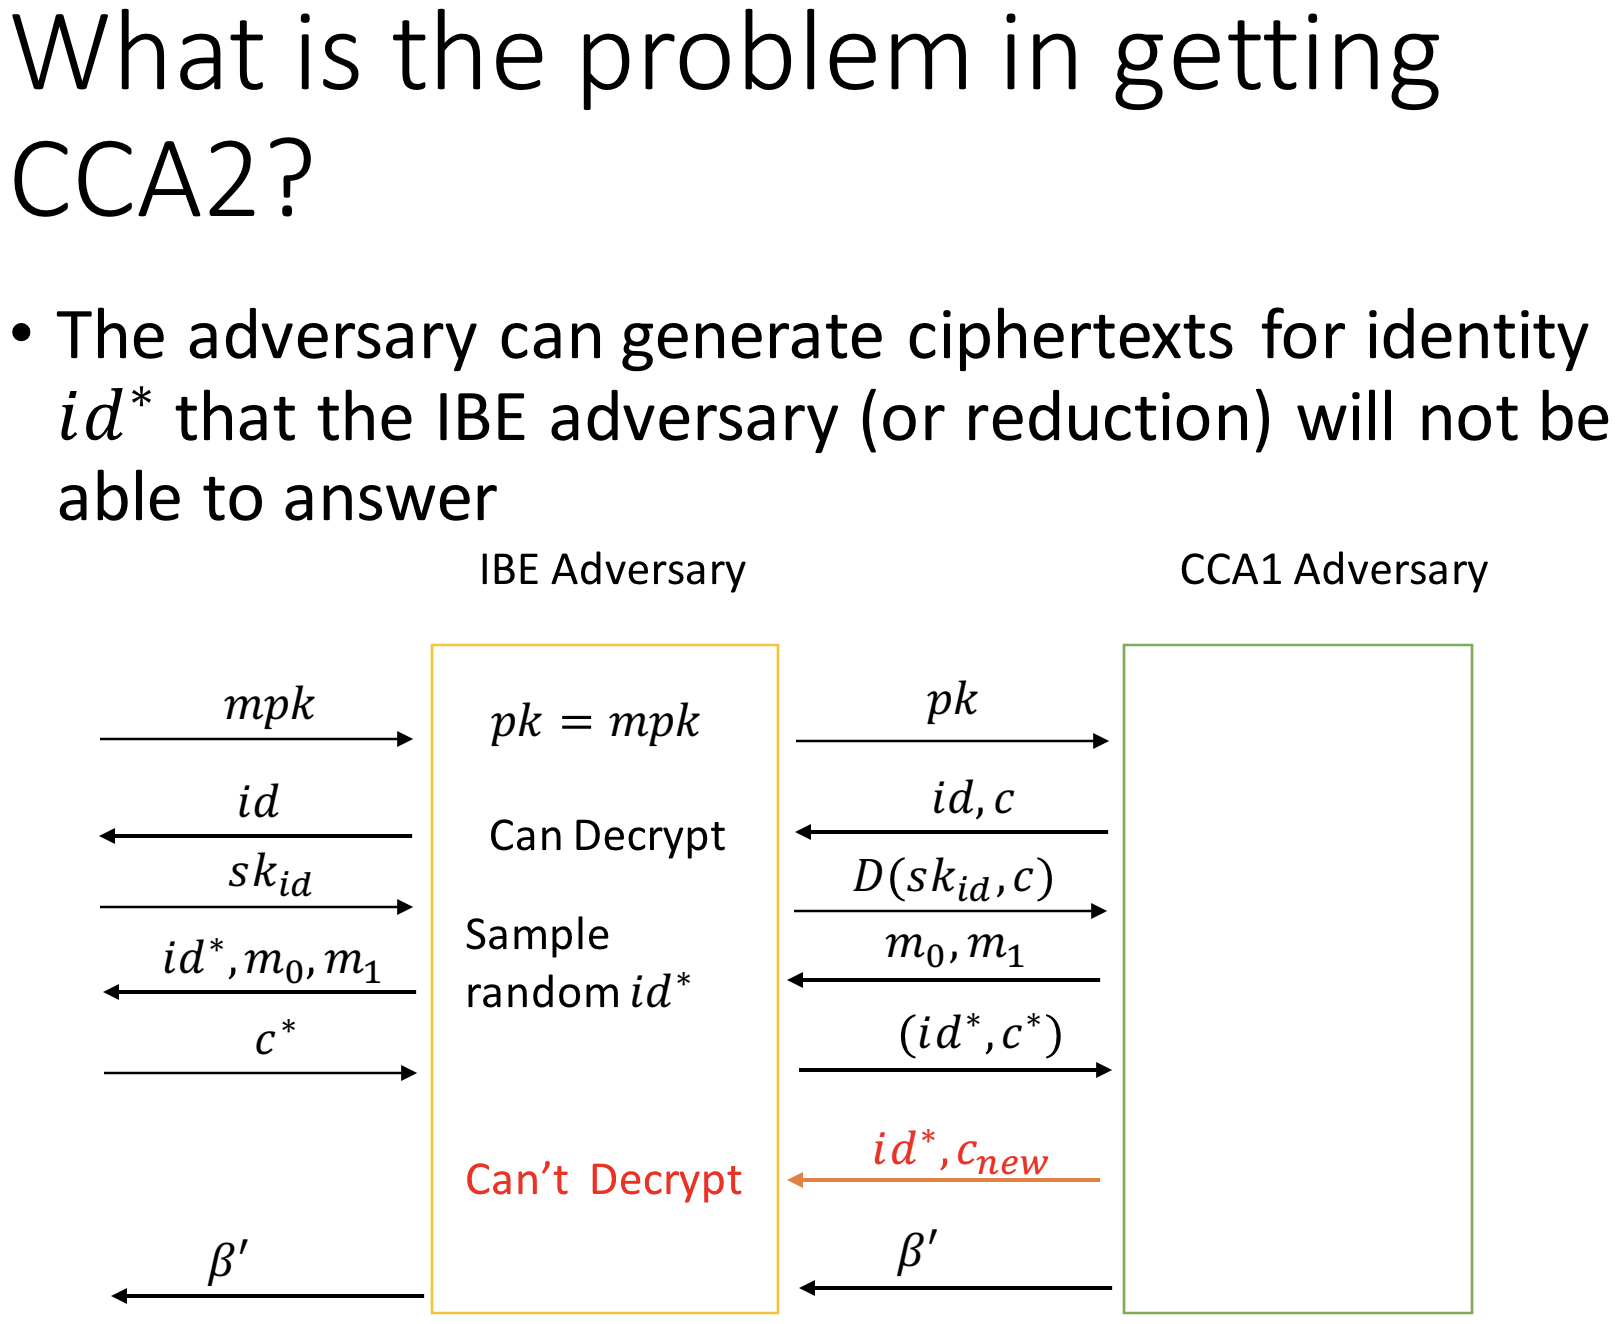 What is the problem in getting
CCA2?
• The adversary can generate ciphertexts for identity
id* that the IBE adversary (or reduction) will not be
able to answer
IBE Adversary
CCA1 Adversary
mpk
pk = mpk
pk
id
Can Decrypt
id, c
sk_{id}
D(sk_{id}, c)
id*, m_0, m_1
Sample
random id*
m_0, m_1
c*
(id*, c*)
Can’t Decrypt
id*, c_{new}
β′
β′